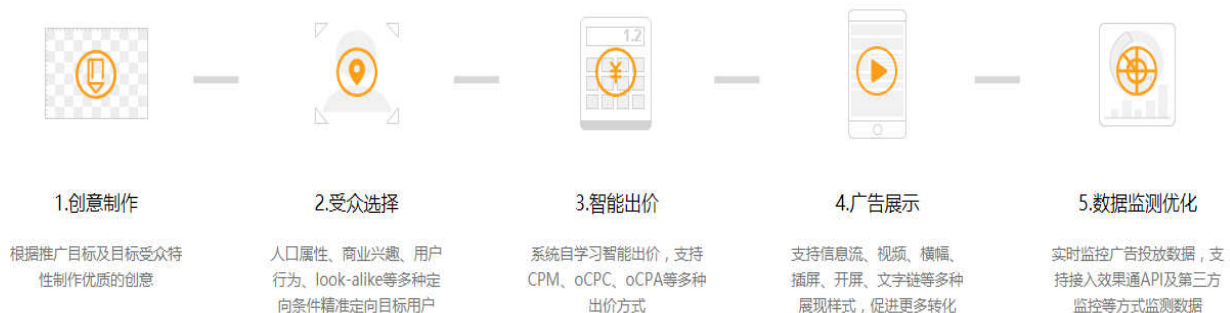 1.2
¥
1.创意制作
根据推广目标及目标受众特
性制作优质的创意
2.受众选择
人口属性、商业兴趣、用户
行为、look-alike等多种定
向条件精准定向目标用户
3.智能出价
系统自学习智能出价，支持
CPM、oCPC、oCPA等多种
出价方式
4.广告展示
支持信息流、视频、横幅、
插屏、开屏、文字链等多种
展现样式，促进更多转化
5.数据监测优化
实时监控广告投放数据，支
持接入效果通API及第三方
监控等方式监测数据